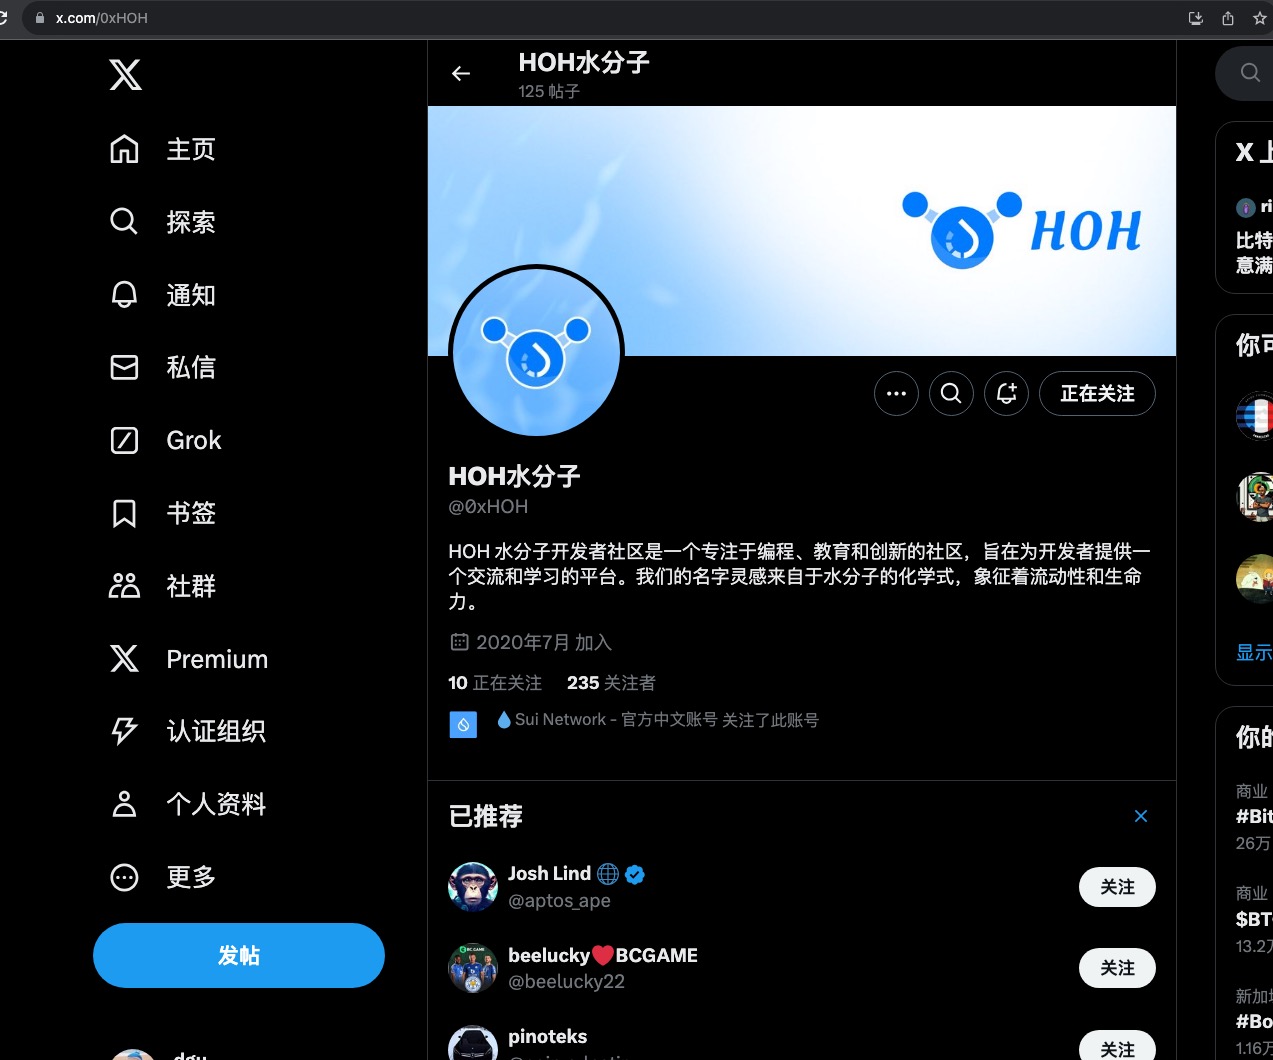 x.com/0xHOH
HOH水分子
125 帖子
主页
探索
通知
私信
Grok
书签
社群
Premium
认证组织
个人资料
更多
发帖
HOH
正在关注
HOH水分子
@0xHOH
HOH 水分子开发者社区是一个专注于编程、教育和创新的社区，旨在为开发者提供一
个交流和学习的平台。我们的名字灵感来自于水分子的化学式，象征着流动性和生命
力。
2020年7月 加入
10 正在关注 235 关注者
Sui Network - 官方中文账号 关注了此账号
已推荐
Josh Lind
@aptos_ape
关注
beelucky❤️BCGAME
@beelucky22
关注
pinoteks
关注
X 上
ri
比特
意满
你可
显示
你的
商业
#Bit
26万
商业
$BT
13.2万
新加坡
#Bo
1.16万